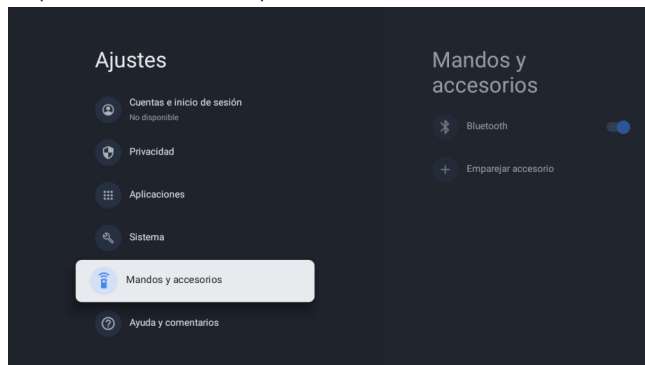 Ajustes
Cuentas e inicio de sesión
No disponible
Privacidad
Aplicaciones
Sistema
Mandos y accesorios
Ayuda y comentarios
Mandos y
accesorios
Bluetooth
Emparejar accesorio